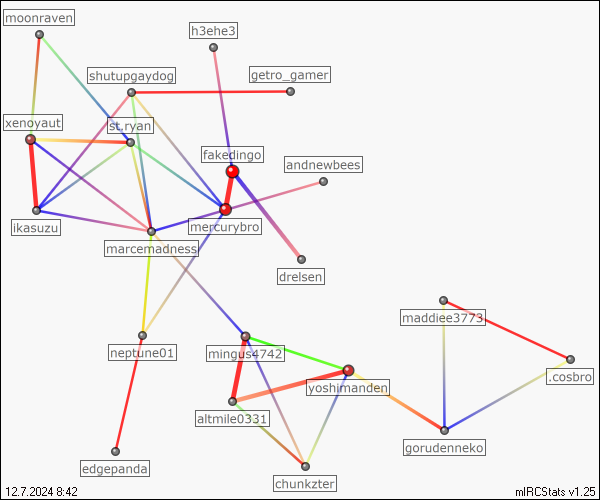 moonraven
h3ehe3
shutupgaydog
getro_gamer
xenoyaut
st.ryan
fakedingo
andnewbees
ikasuzu
mercurybro
marcemadness
drelsen
maddiee3773
neptune01
mingus4742
yoshimanden
.cosbro
altmile0331
gorudenneko
edgepanda
chunkzter
12.7.2024 8:42
mIRCStats v1.25